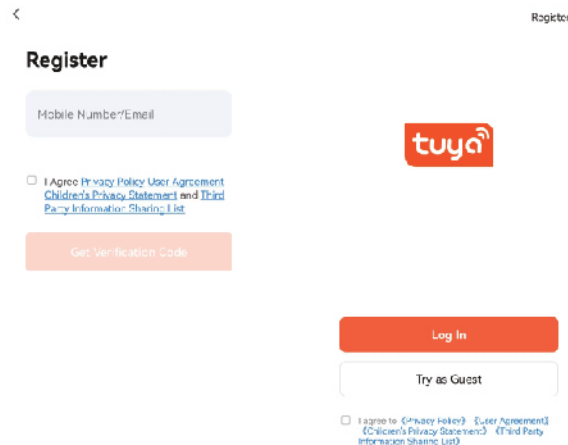 Register
Register
Mobile Number/Email
I Agree Privacy Policy User Agreement
Children's Privacy Statement and Third
Party Information Sharing List
Get Verification Code
tuya
Log In
Try as Guest
I agree to 《Privacy Policy》 《User Agreement》
《Children's Privacy Statement》 《Third Party
Information Sharing List》